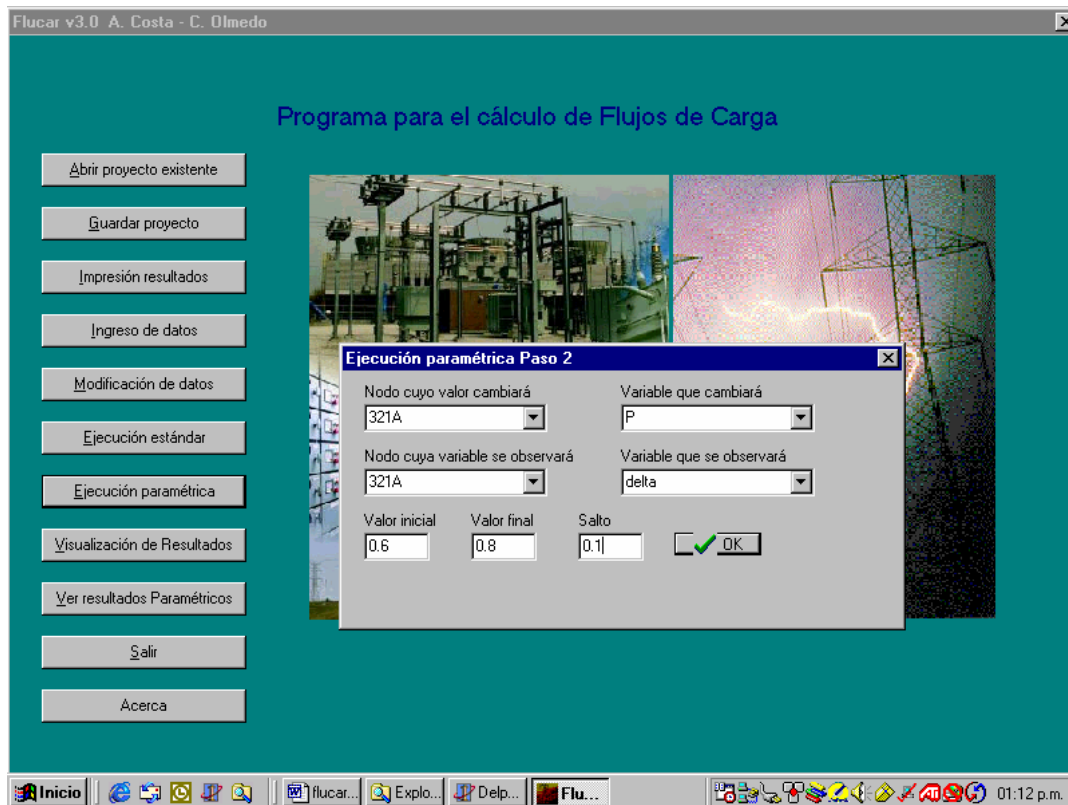 Flucar v3.0 A. Costa - C. Olmedo
Programa para el cálculo de Flujos de Carga
Abrir proyecto existente
Guardar proyecto
Impresión resultados
Ingreso de datos
Modificación de datos
Ejecución estándar
Ejecución paramétrica
Visualización de Resultados
Ver resultados Paramétricos
Salir
Acerca
Ejecución paramétrica Paso 2
Nodo cuyo valor cambiará
Variable que cambiará
321A
P
Nodo cuya variable se observará
Variable que se observará
321A
delta
Valor inicial
Valor final
Salto
0.6
0.8
0.1
OK
Inicio
flucar...
Explo...
Delp...
Flu...
01:12 p.m.